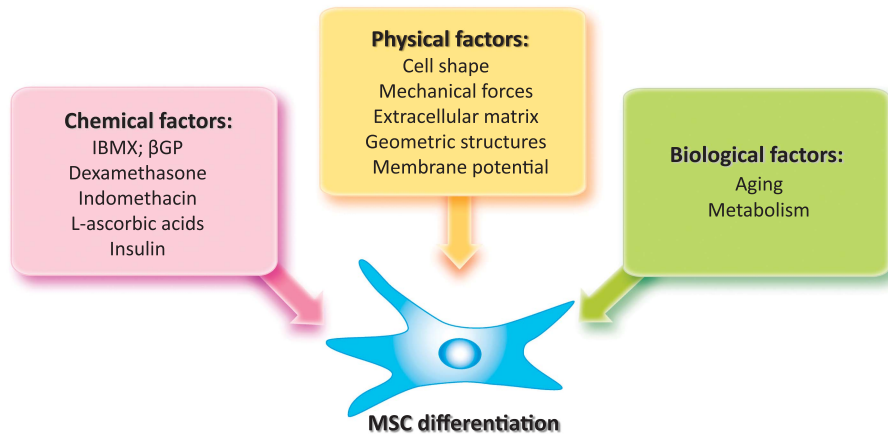 Chemical factors:
IBMX; βGP
Dexamethasone
Indomethacin
L-ascorbic acids
Insulin
Physical factors:
Cell shape
Mechanical forces
Extracellular matrix
Geometric structures
Membrane potential
Biological factors:
Aging
Metabolism
MSC differentiation